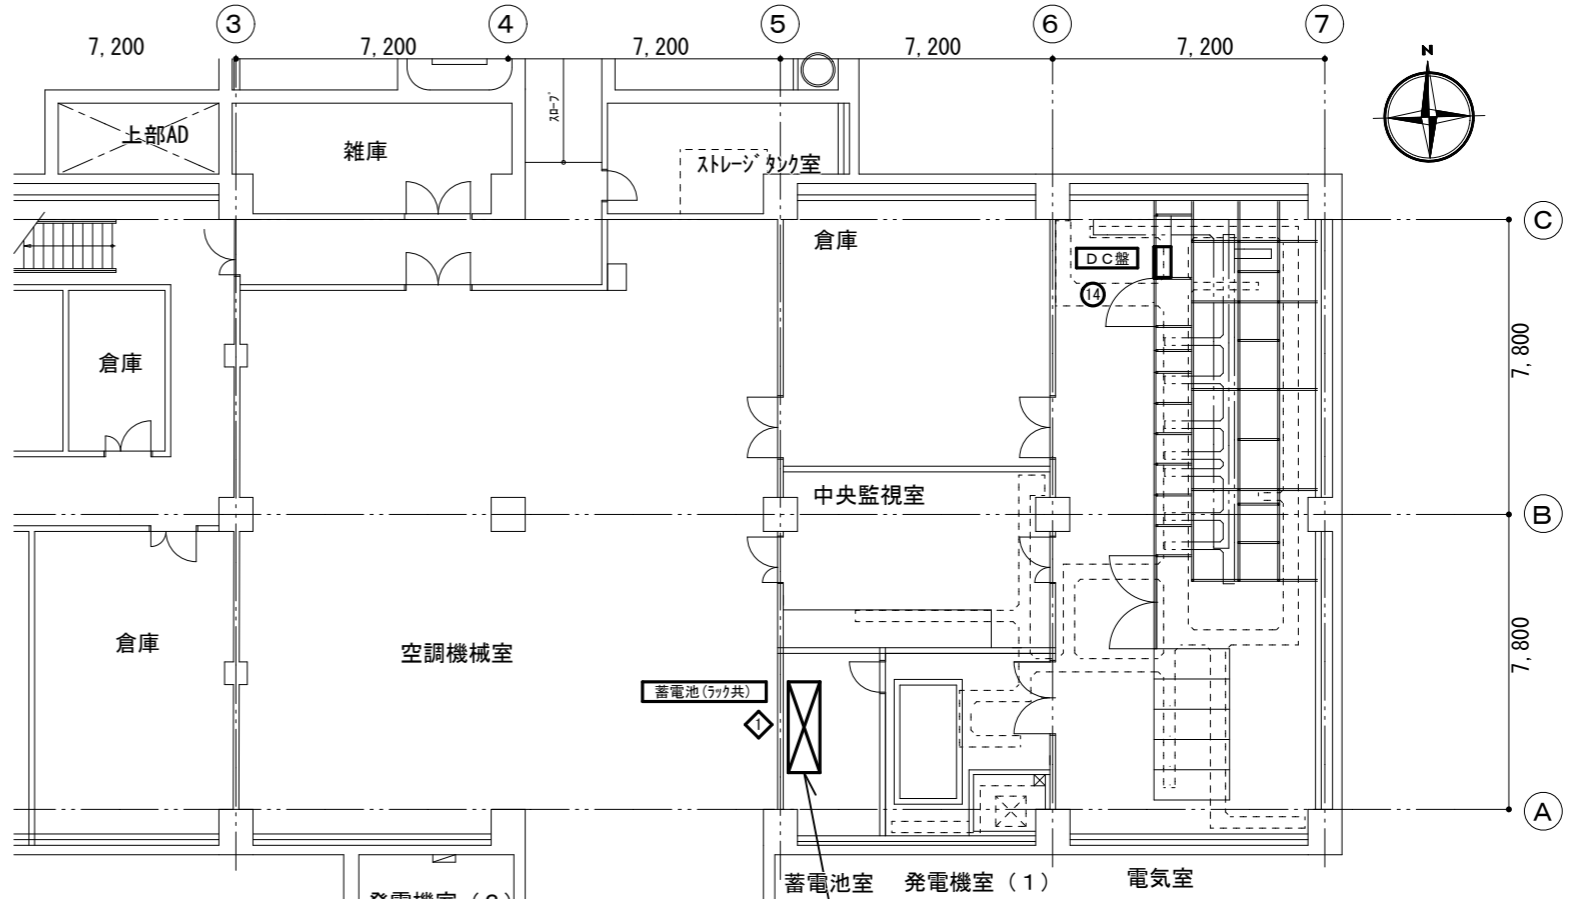 ③ ④ ⑤ ⑥ ⑦
7,200 7,200 7,200 7,200 7,200
N
上部AD
雑庫
スロープ
ストレージタンク室
C
倉庫
DC盤
⑭
倉庫
7,800
中央監視室
B
倉庫
空調機械室
7,800
蓄電池(ラック共)
1
A
蓄電池室 発電機室(1) 電気室